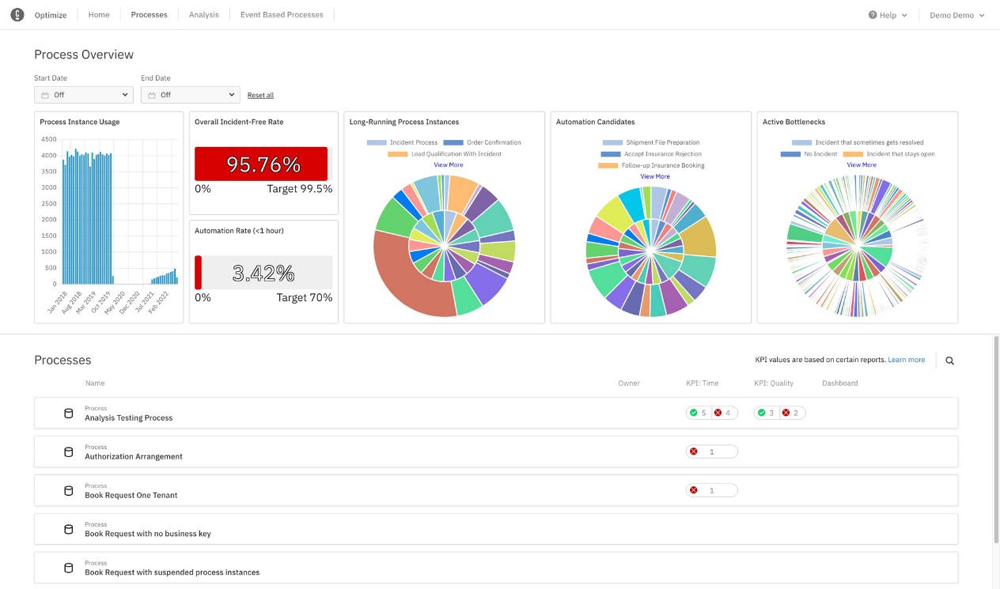 Optimize
Home
Processes
Analysis
Event Based Processes
Help
Demo Demo
Process Overview
Start Date
End Date
Off
Off
Reset all
Process Instance Usage
4500
4000
3500
3000
2500
2000
1500
1000
500
0
Jan 2018
Aug 2018
Mar 2019
Oct 2019
May 2020
Dec 2020
Jul 2021
Feb 2022
Overall Incident-Free Rate
95.76%
0%
Target 99.5%
Automation Rate (<1 hour)
3.42%
0%
Target 70%
Long-Running Process Instances
Incident Process
Order Confirmation
Lead Qualification With Incident
View More
Automation Candidates
Shipment File Preparation
Accept Insurance Rejection
Follow-up Insurance Booking
View More
Active Bottlenecks
Incident that sometimes gets resolved
No Incident
Incident that stays open
View More
Processes
KPI values are based on certain reports. Learn more
Name
Owner
KPI: Time
KPI: Quality
Dashboard
Process
Analysis Testing Process
5
4
3
2
Process
Authorization Arrangement
1
Process
Book Request One Tenant
1
Process
Book Request with no business key
Process
Book Request with suspended process instances